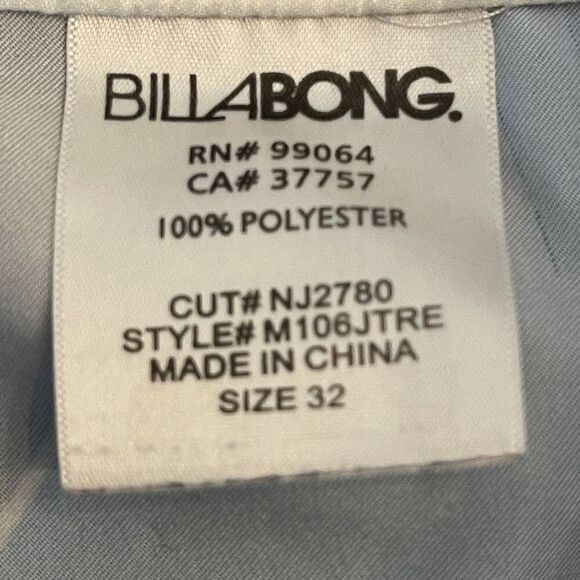 BILLABONG.
RN# 99064
CA# 37757
100% POLYESTER
CUT# NJ2780
STYLE# M106JTRE
MADE IN CHINA
SIZE 32